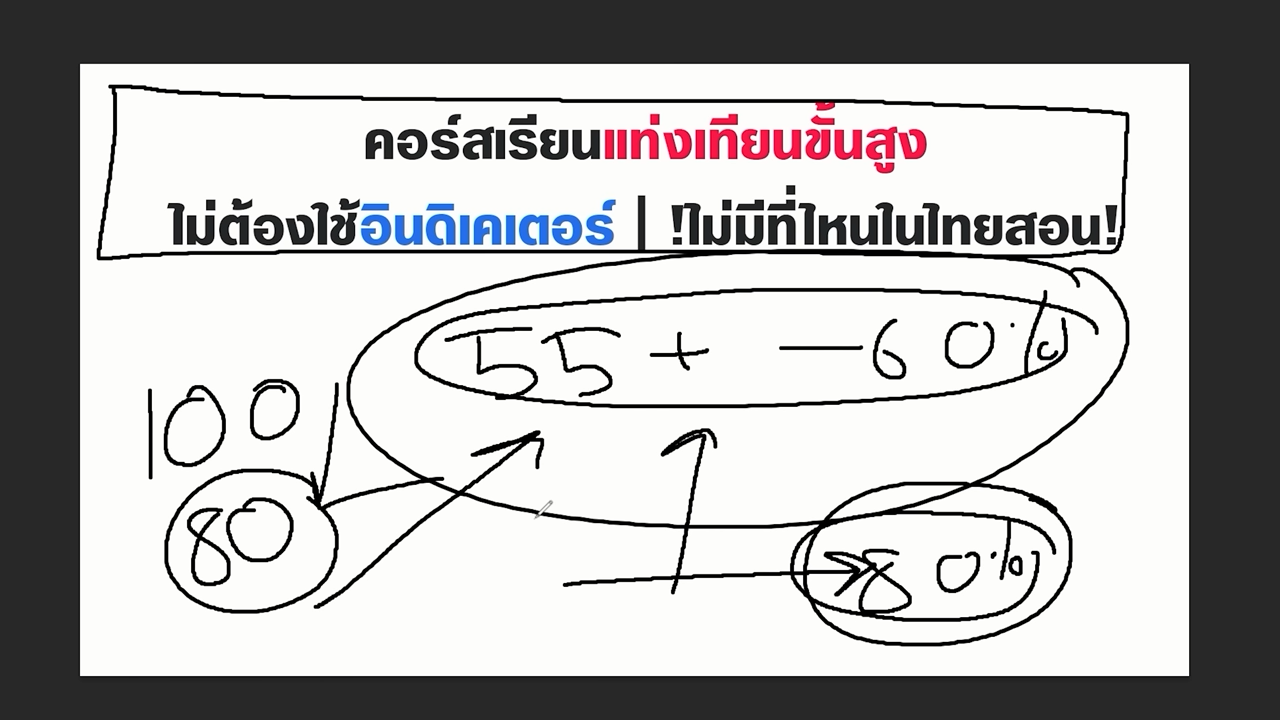 คอร์สเรียนแท่งเทียนขั้นสูง
ไม่ต้องใช้อินดิเคเตอร์ | !ไม่มีที่ไหนในไทยสอน!
55 + - 60%
100
80
80%